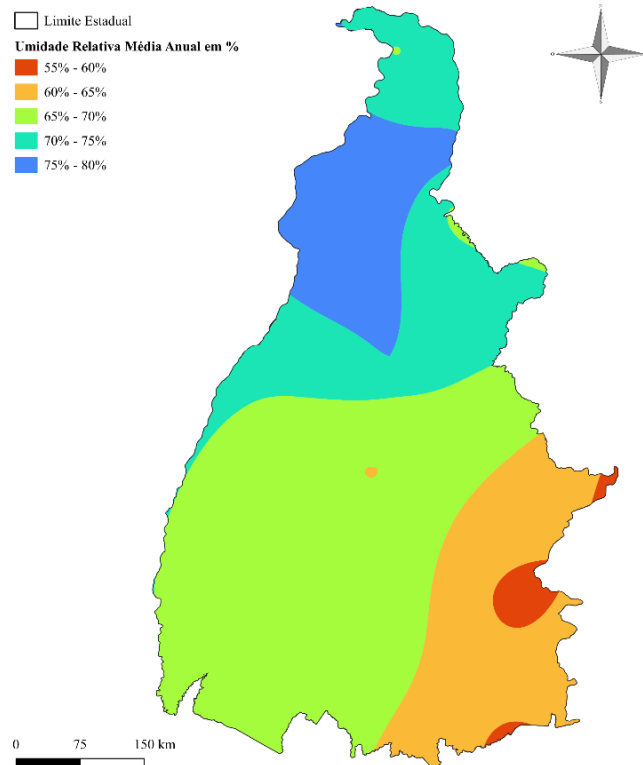 Limite Estadual
Umidade Relativa Média Anual em %
55% - 60%
60% - 65%
65% - 70%
70% - 75%
75% - 80%
0 75 150 km